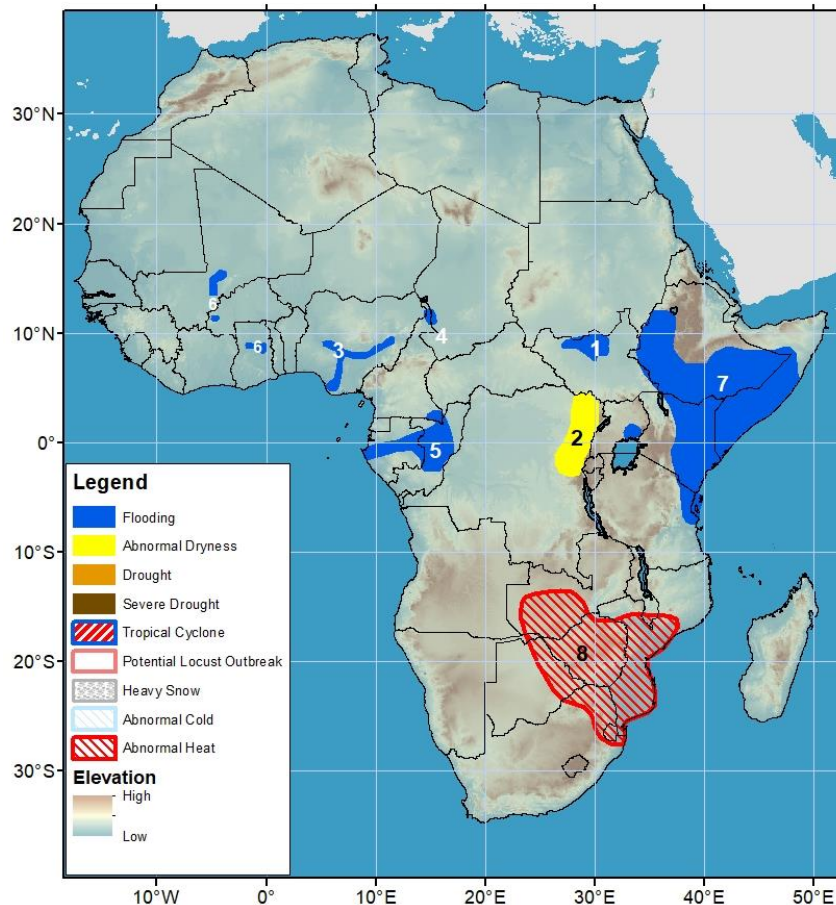 30°N
20°N
10°N
0°
10°S
20°S
30°S
6
6
3
4
1
7
2
5
8
Legend
Flooding
Abnormal Dryness
Drought
Severe Drought
Tropical Cyclone
Potential Locust Outbreak
Heavy Snow
Abnormal Cold
Abnormal Heat
Elevation
High
Low
10°W
0°
10°E
20°E
30°E
40°E
50°E